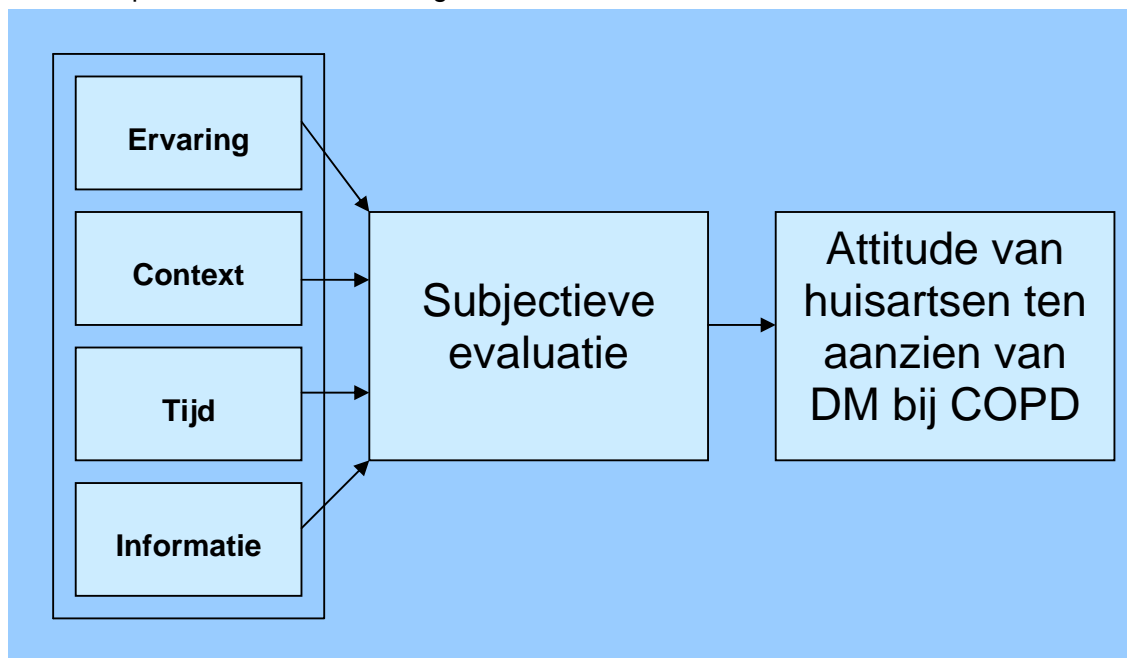 Ervaring
Context
Tijd
Informatie
Subjectieve
evaluatie
Attitude van
huisartsen ten
aanzien van
DM bij COPD